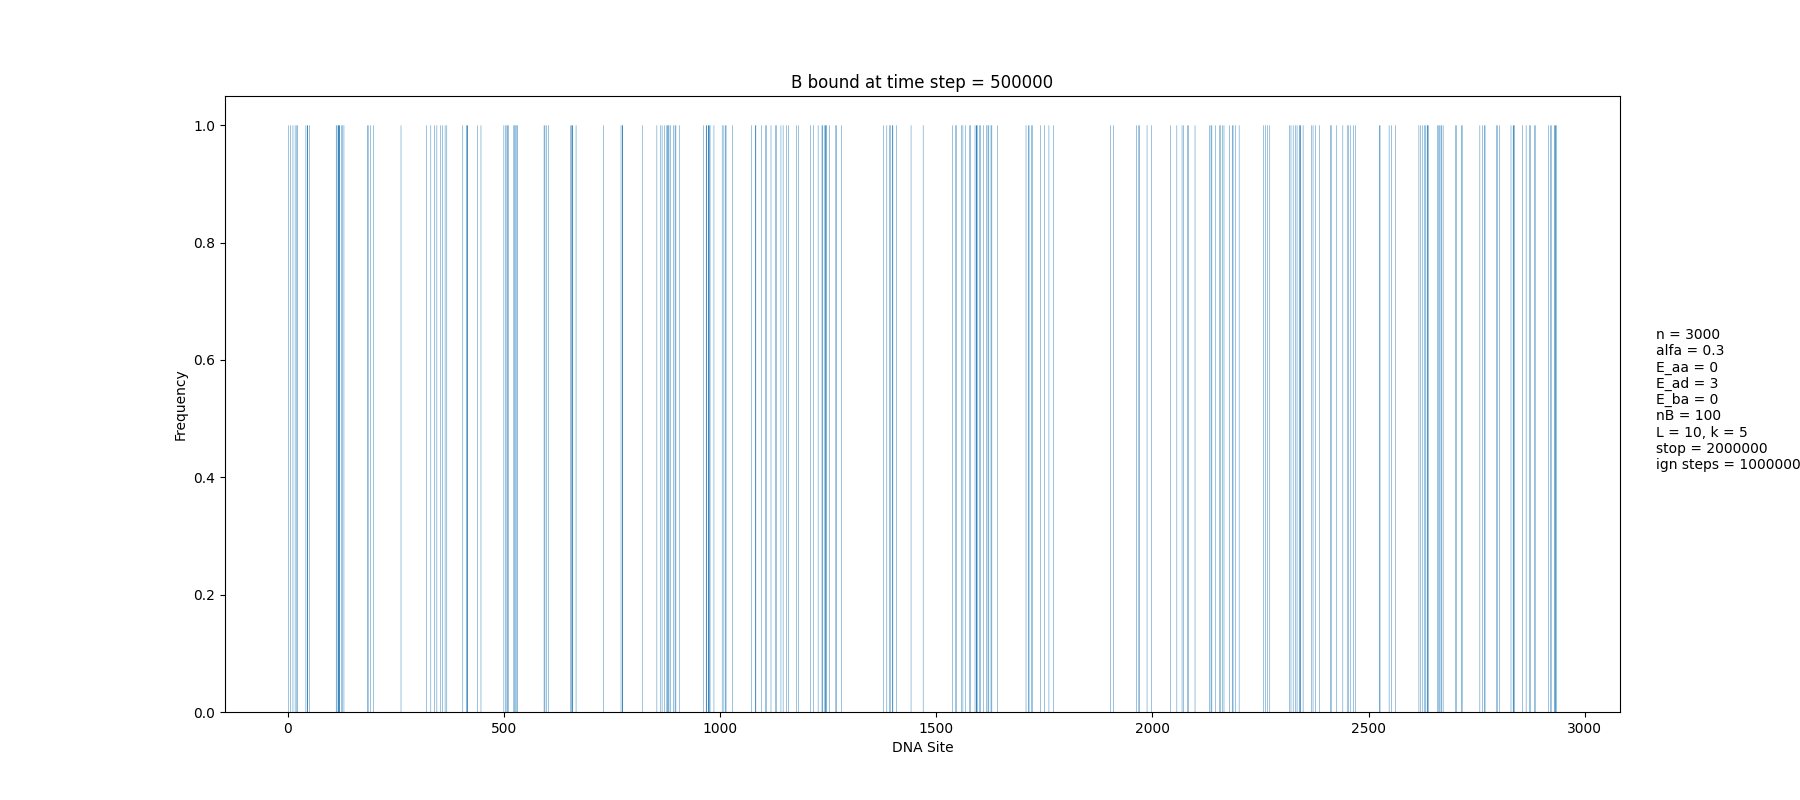 B bound at time step = 500000
1.0
0.8
0.6
0.4
0.2
0.0
Frequency
0 500 1000 1500 2000 2500 3000
DNA Site
n = 3000
alfa = 0.3
E_aa = 0
E_ad = 3
E_ba = 0
nB = 100
L = 10, k = 5
stop = 2000000
ign steps = 1000000